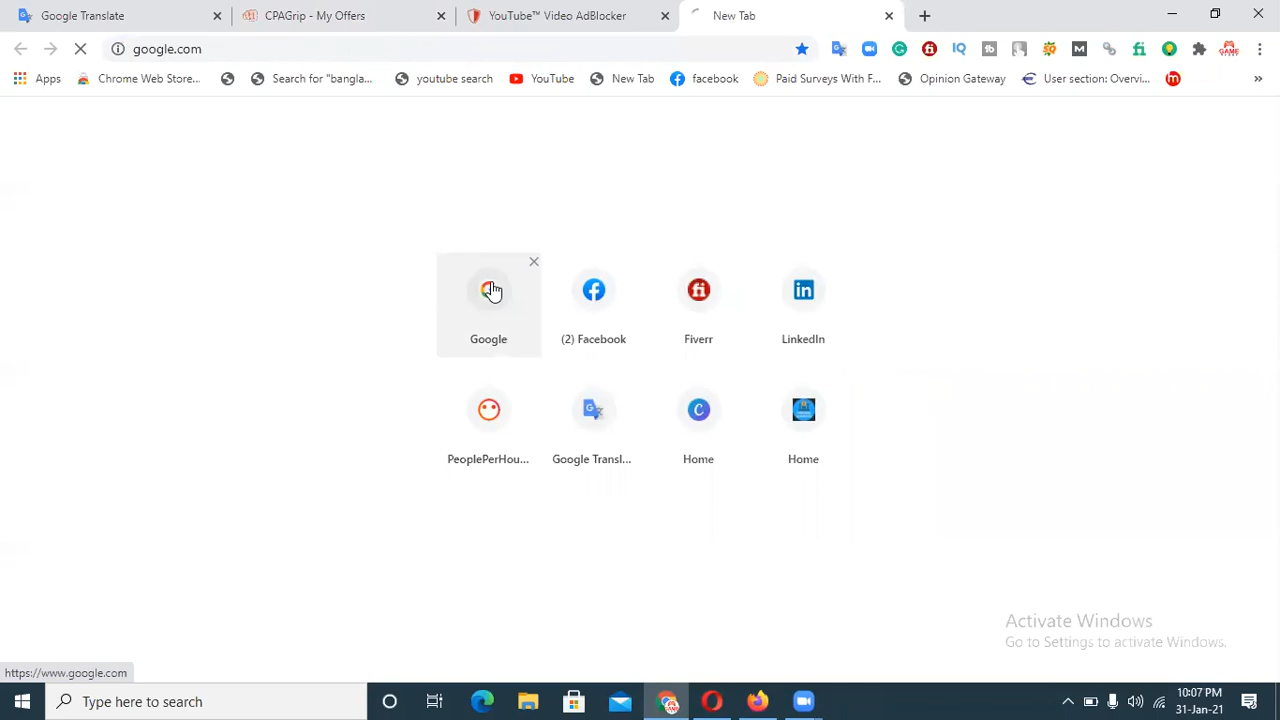 Google Translate
CPAGrip - My Offers
YouTube™ Video AdBlocker
New Tab
google.com
Apps
Chrome Web Store...
Search for "bangla...
youtube search
YouTube
New Tab
facebook
Paid Surveys With F...
Opinion Gateway
User section: Overvi...
Google
(2) Facebook
Fiverr
LinkedIn
PeoplePerHou...
Google Transl...
Home
Home
Activate Windows
Go to Settings to activate Windows.
https://www.google.com
Type here to search
10:07 PM
31-Jan-21